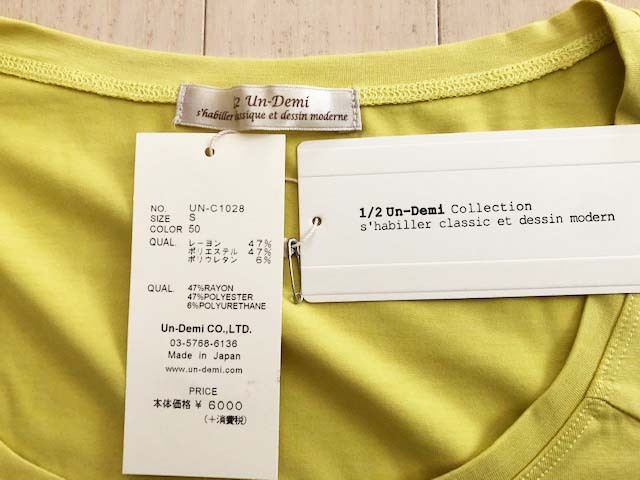 /2 Un-Demi
s'habiller assique et dessin moderne
NO. UN-C1028
SIZE S
COLOR 50
QUAL. レーヨン 47%
ポリエステル 47%
ポリウレタン 6%
QUAL. 47%RAYON
47%POLYESTER
6%POLYURETHANE
Un-Demi CO.,LTD.
03-5768-6136
Made in Japan
www.un-demi.com
PRICE
本体価格 ¥ 6000
(+消費税)
1/2 Un-Demi Collection
s'habiller classic et dessin modern